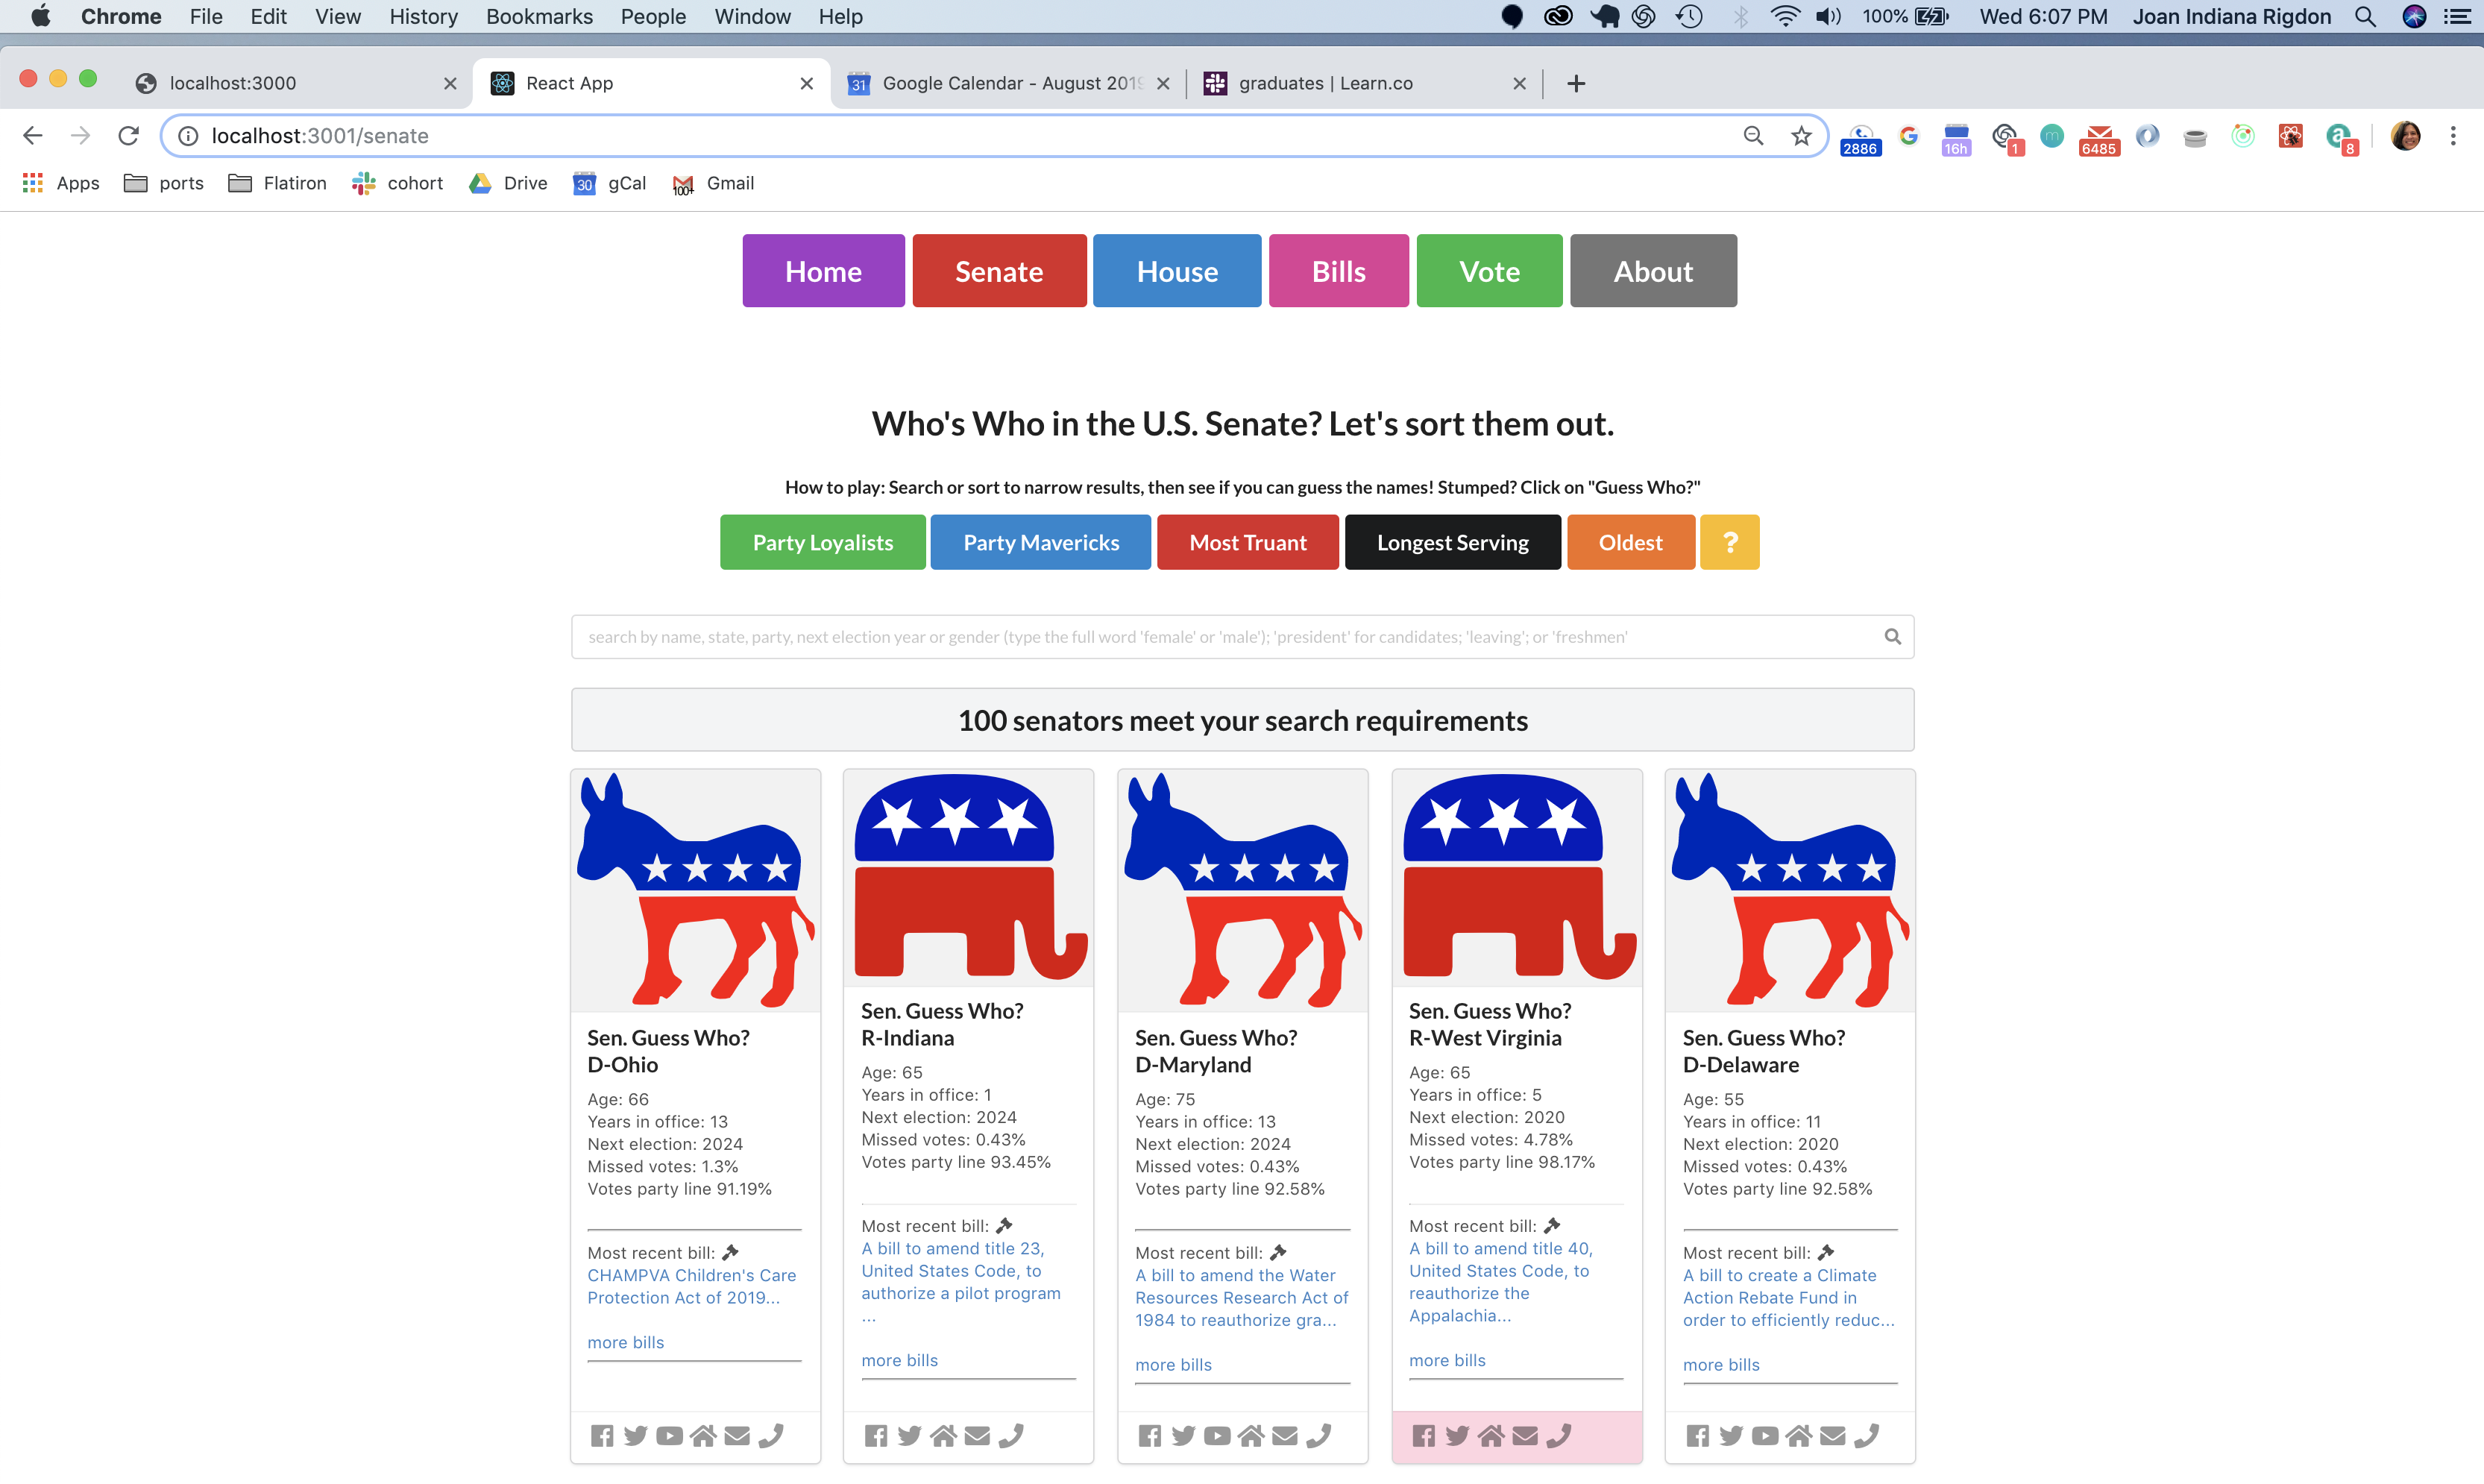 Chrome File Edit View History Bookmarks People Window Help 100% Wed 6:07 PM Joan Indiana Rigdon
localhost:3000 React App 31 Google Calendar - August 2019 graduates | Learn.co
localhost:3001/senate 2886 16h 1 m 6485 a 8
Apps ports Flatiron cohort Drive 30 gCal 100+ Gmail
Home Senate House Bills Vote About
Who's Who in the U.S. Senate? Let's sort them out.
How to play: Search or sort to narrow results, then see if you can guess the names! Stumped? Click on "Guess Who?"
Party Loyalists Party Mavericks Most Truant Longest Serving Oldest ?
search by name, state, party, next election year or gender (type the full word 'female' or 'male'); 'president' for candidates; 'leaving'; or 'freshmen'
100 senators meet your search requirements
Sen. Guess Who?
D-Ohio
Age: 66
Years in office: 13
Next election: 2024
Missed votes: 1.3%
Votes party line 91.19%
Most recent bill:
CHAMPVA Children's Care
Protection Act of 2019...
more bills
Sen. Guess Who?
R-Indiana
Age: 65
Years in office: 1
Next election: 2024
Missed votes: 0.43%
Votes party line 93.45%
Most recent bill:
A bill to amend title 23,
United States Code, to
authorize a pilot program
...
more bills
Sen. Guess Who?
D-Maryland
Age: 75
Years in office: 13
Next election: 2024
Missed votes: 0.43%
Votes party line 92.58%
Most recent bill:
A bill to amend the Water
Resources Research Act of
1984 to reauthorize gra...
more bills
Sen. Guess Who?
R-West Virginia
Age: 65
Years in office: 5
Next election: 2020
Missed votes: 4.78%
Votes party line 98.17%
Most recent bill:
A bill to amend title 40,
United States Code, to
reauthorize the
Appalachia...
more bills
Sen. Guess Who?
D-Delaware
Age: 55
Years in office: 11
Next election: 2020
Missed votes: 0.43%
Votes party line 92.58%
Most recent bill:
A bill to create a Climate
Action Rebate Fund in
order to efficiently reduc...
more bills